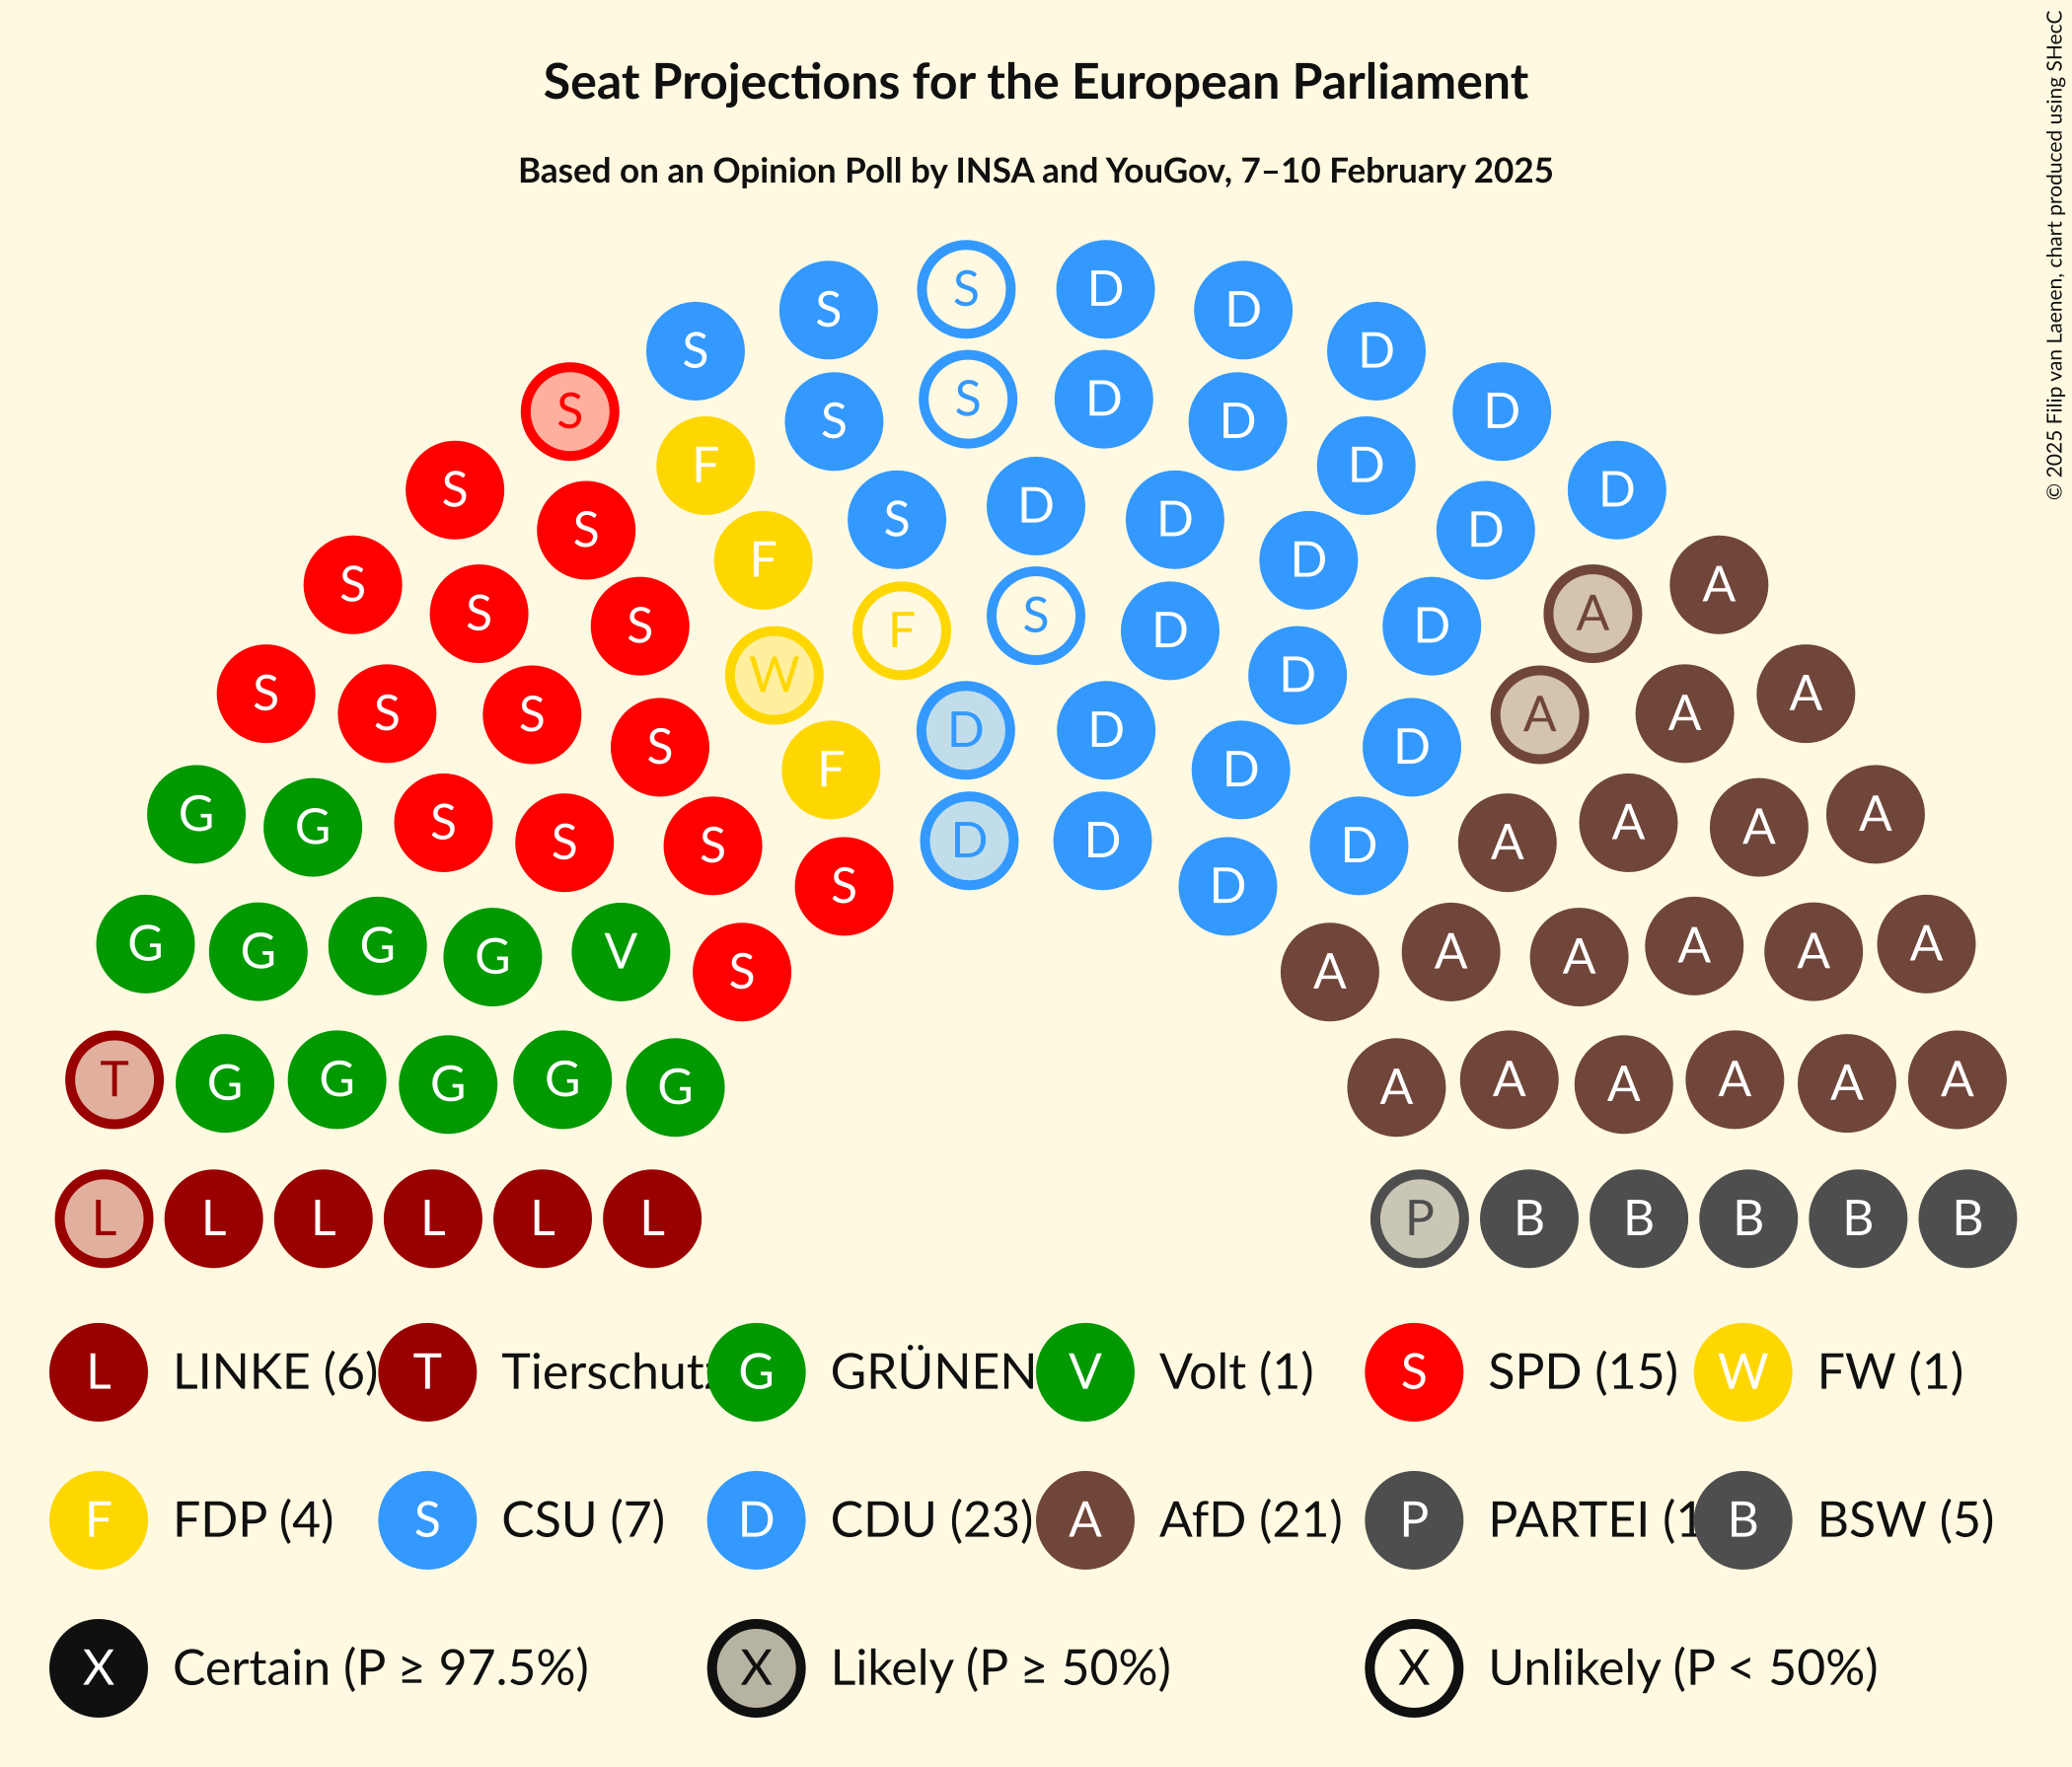 Seat Projections for the European Parliament
Based on an Opinion Poll by INSA and YouGov, 7–10 February 2025
© 2025 Filip van Laenen, chart produced using SHecC
S S D D D
S S D
S S D D D
S F D D
S S D D D
S F D D
S S F S D D A A
S W D
S S S S F D D D D A A A
G G S S S S D D D D A A A A
G G G G V S A A A A A A
T G G G G G A A A A A A
L L L L L L P B B B B B
L LINKE (6) T Tierschutz G GRÜNEN V Volt (1) S SPD (15) W FW (1)
F FDP (4) S CSU (7) D CDU (23) A AfD (21) P PARTEI (1 B BSW (5)
X Certain (P ≥ 97.5%) X Likely (P ≥ 50%) X Unlikely (P < 50%)